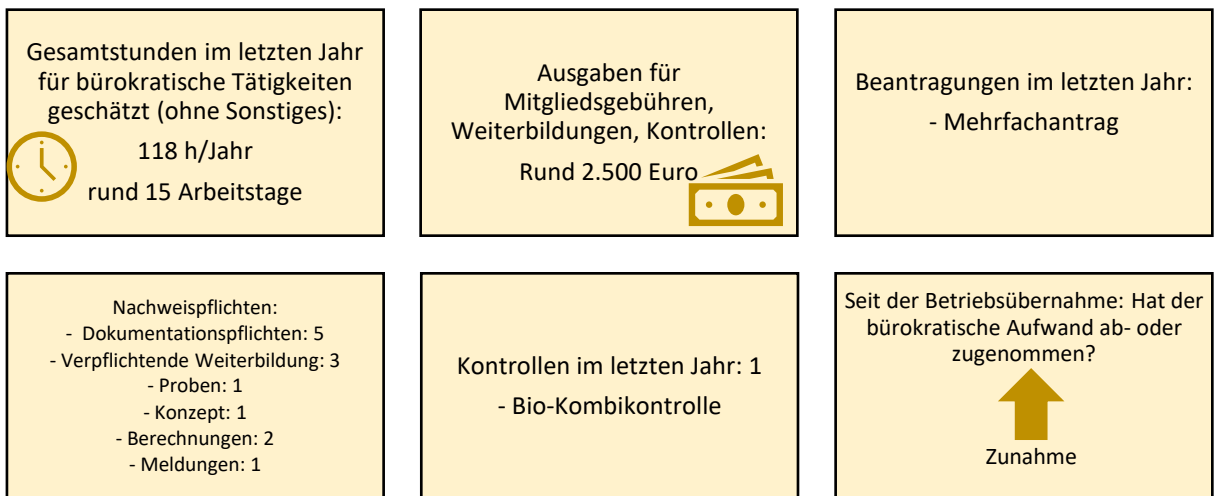 Gesamtstunden im letzten Jahr
für bürokratische Tätigkeiten
geschätzt (ohne Sonstiges):
118 h/Jahr
rund 15 Arbeitstage
Ausgaben für
Mitgliedsgebühren,
Weiterbildungen, Kontrollen:
Rund 2.500 Euro
Beantragungen im letzten Jahr:
- Mehrfachantrag
Nachweispflichten:
- Dokumentationspflichten: 5
- Verpflichtende Weiterbildung: 3
- Proben: 1
- Konzept: 1
- Berechnungen: 2
- Meldungen: 1
Kontrollen im letzten Jahr: 1
- Bio-Kombikontrolle
Seit der Betriebsübernahme: Hat der
bürokratische Aufwand ab- oder
zugenommen?
Zunahme